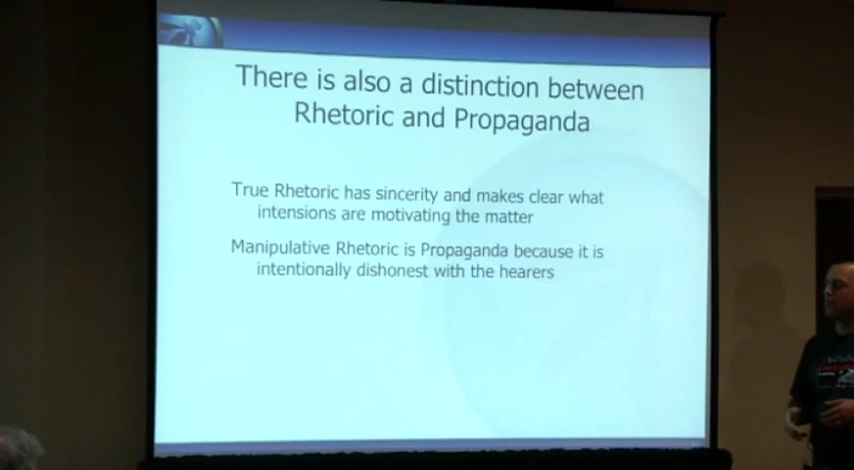 There is also a distinction between
Rhetoric and Propaganda
True Rhetoric has sincerity and makes clear what
intensions are motivating the matter
Manipulative Rhetoric is Propaganda because it is
intentionally dishonest with the hearers